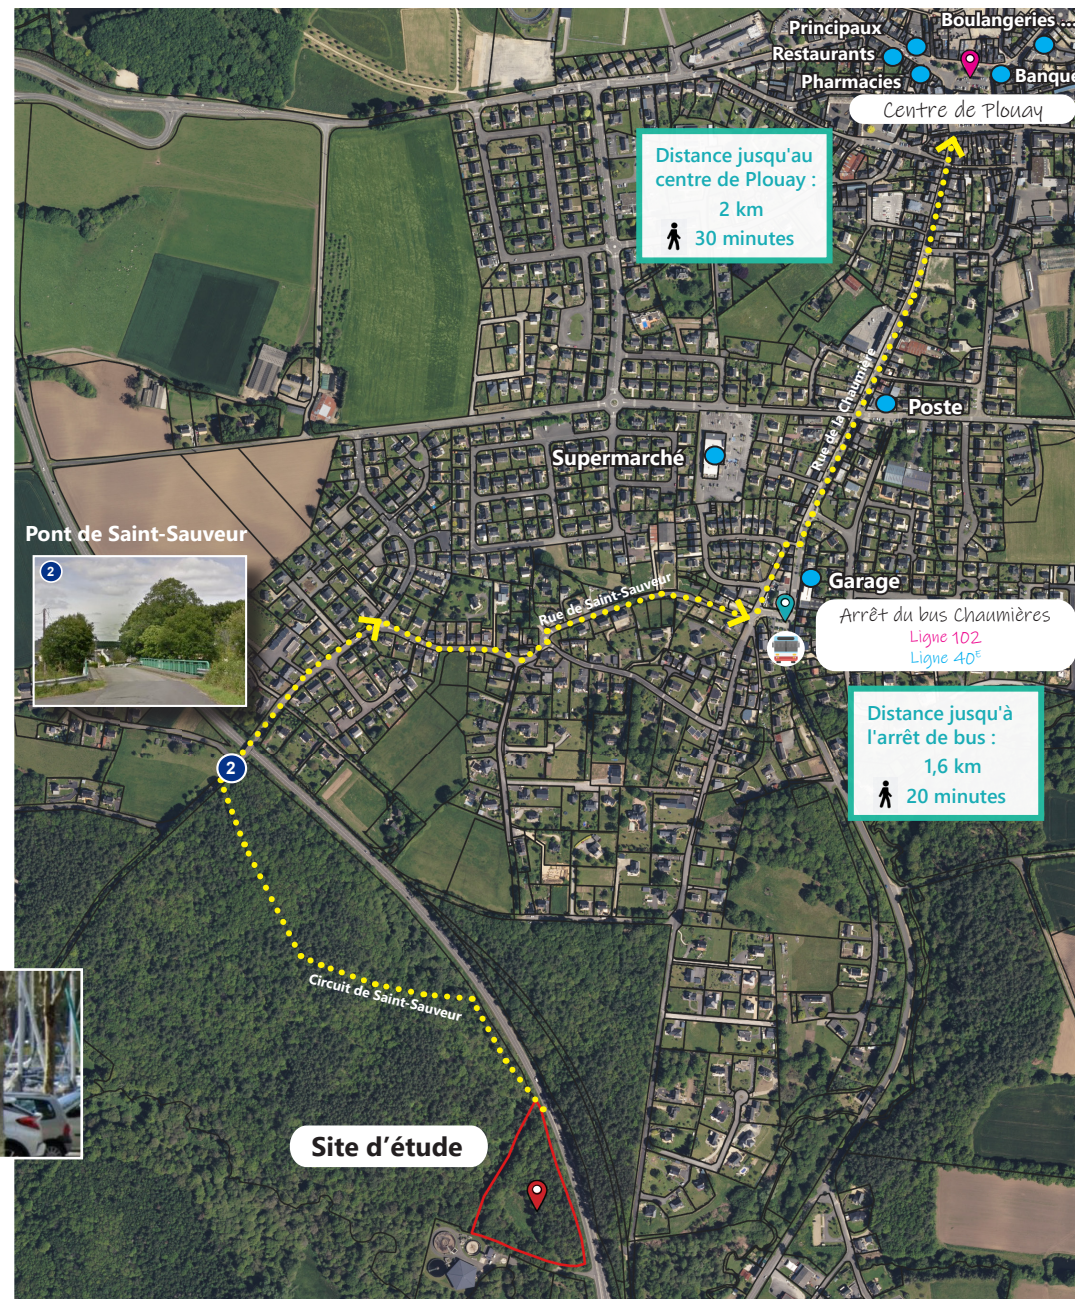 Boulangeries ...
Principaux
Restaurants
Pharmacies
Banque
Centre de Plouay
Distance jusqu'au
centre de Plouay :
2 km
30 minutes
Rue de la Chaumière
Poste
Supermarché
Pont de Saint-Sauveur
2
Garage
Rue de Saint-Sauveur
Arrêt du bus Chaumières
Ligne 102
Ligne 40E
Distance jusqu'à
l'arrêt de bus :
1,6 km
20 minutes
2
Circuit de Saint-Sauveur
Site d'étude